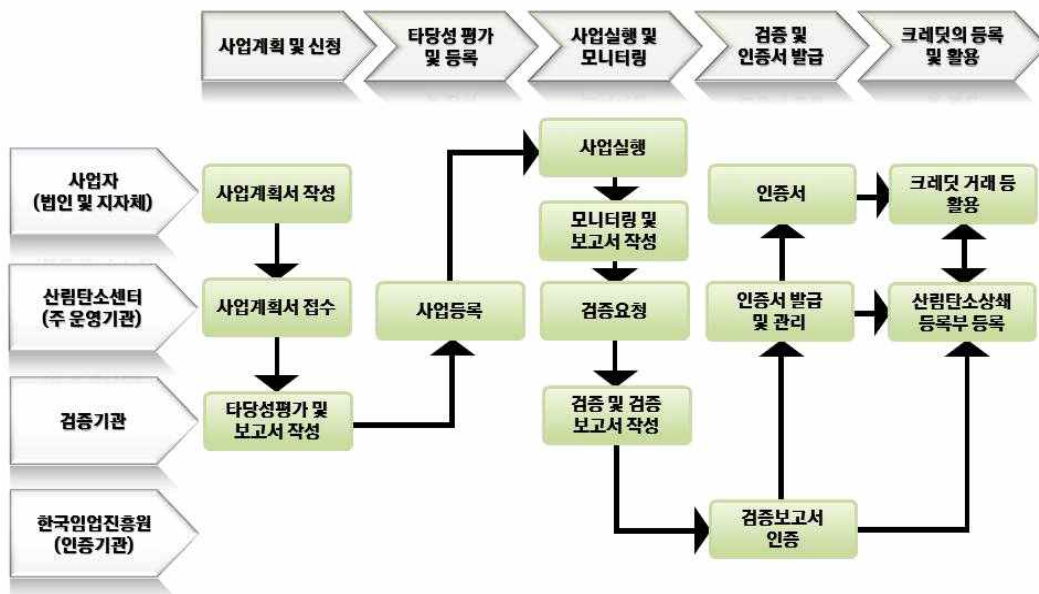 사업계획 및 신청
타당성 평가
및 등록
사업실행 및
모니터링
검증 및
인증서 발급
크레딧의 등록
및 활용
사업자
(법인 및 지자체)
사업계획서 작성
사업실행
모니터링 및
보고서 작성
인증서
크레딧 거래 등
활용
산림탄소센터
(주 운영기관)
사업계획서 접수
사업등록
검증요청
인증서 발급
및 관리
산림탄소상쇄
등록부 등록
검증기관
타당성평가 및
보고서 작성
검증 및 검증
보고서 작성
한국임업진흥원
(인증기관)
검증보고서
인증